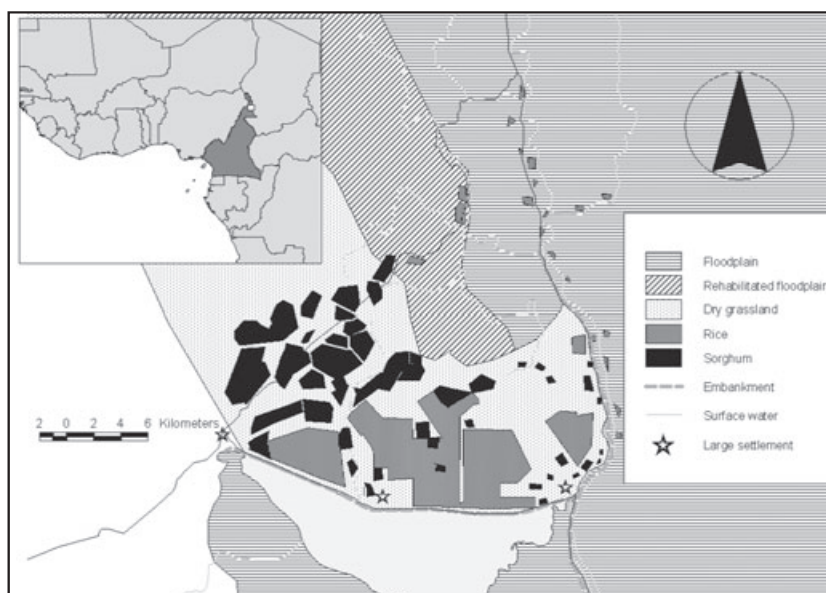 Floodplain
Rehabilitated floodplain
Dry grassland
Rice
Sorghum
Embankment
Surface water
Large settlement
2 0 2 4 6
Kilometers